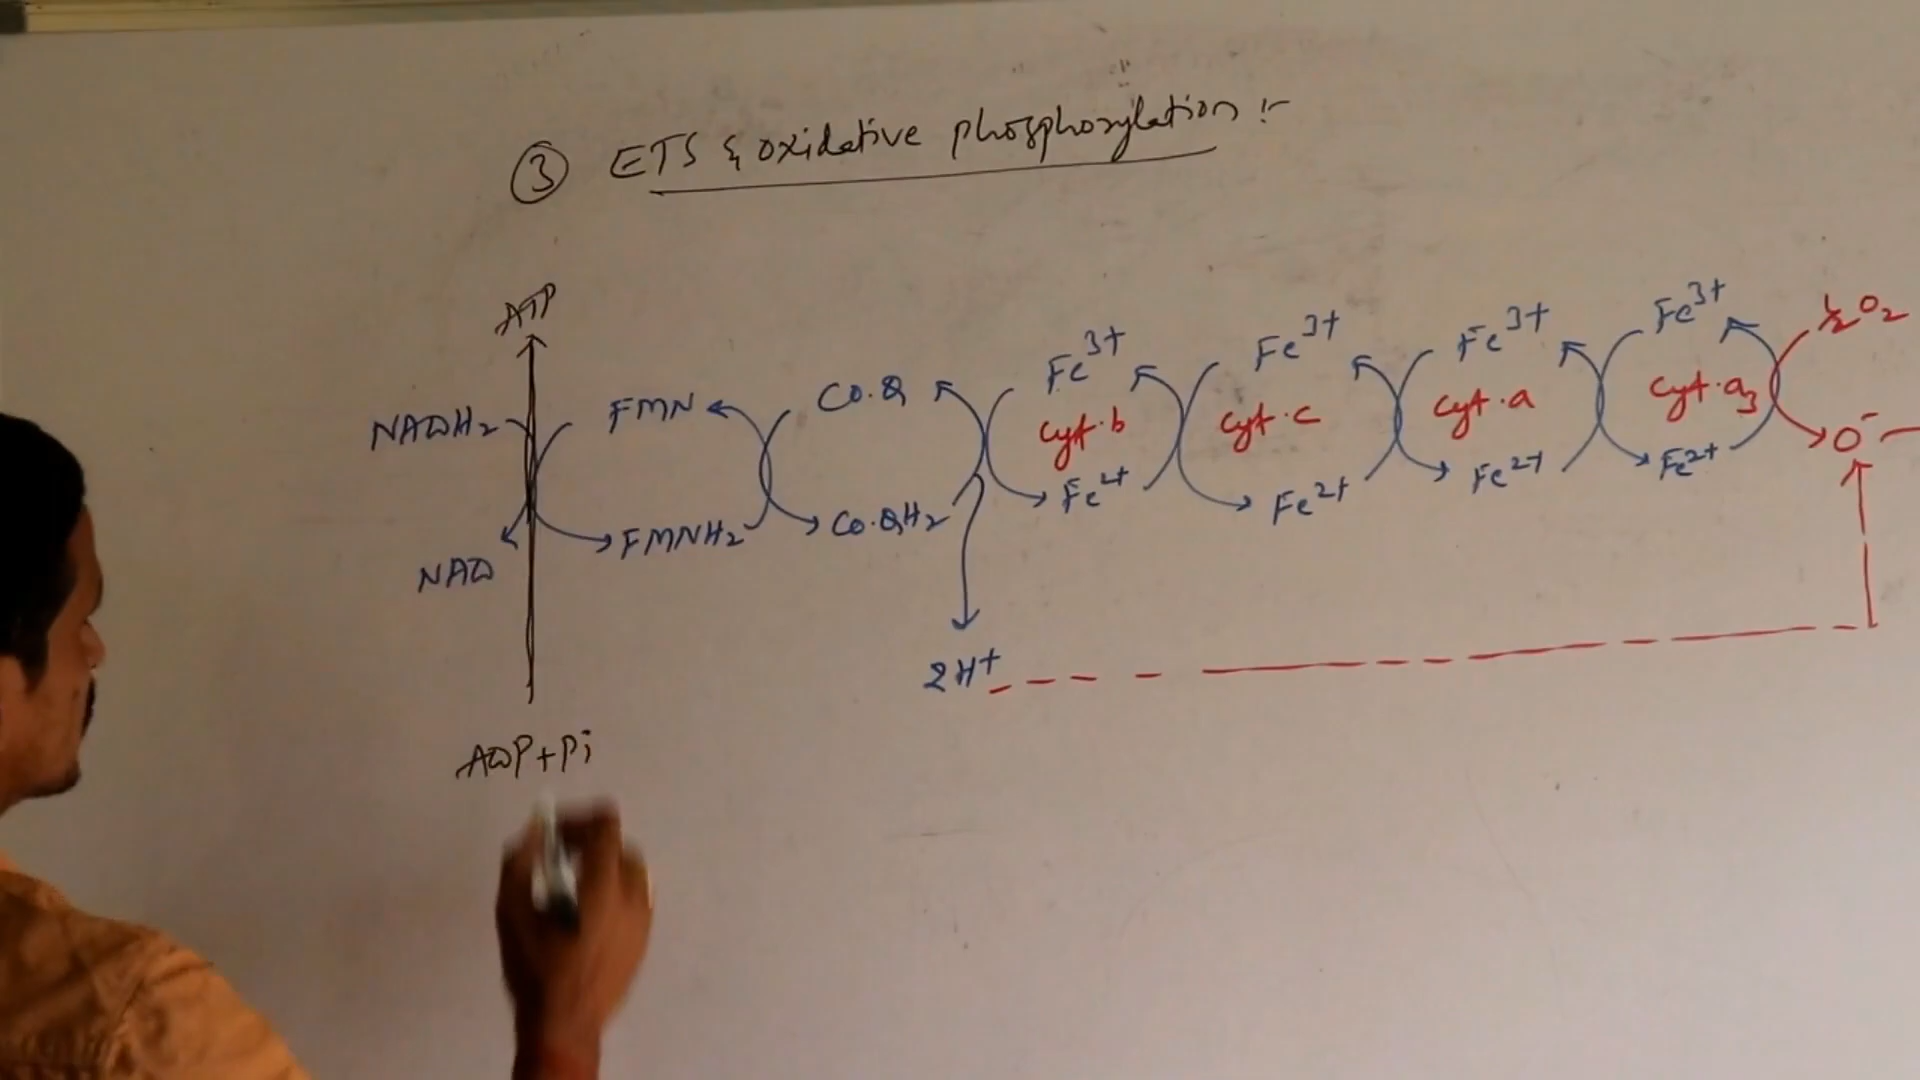 ③ ETS & oxidative phosphorylation :-
ATP
NADH₂
NAD
ADP+Pi
FMN
FMNH₂
Co.Q
Co.QH₂
2H⁺
Fe³⁺
Cyt.b
Fe²⁺
Fe³⁺
Cyt.c
Fe²⁺
Fe³⁺
Cyt.a
Fe²⁺
Fe³⁺
Cyt.a₃
Fe²⁺
½O₂
O⁻